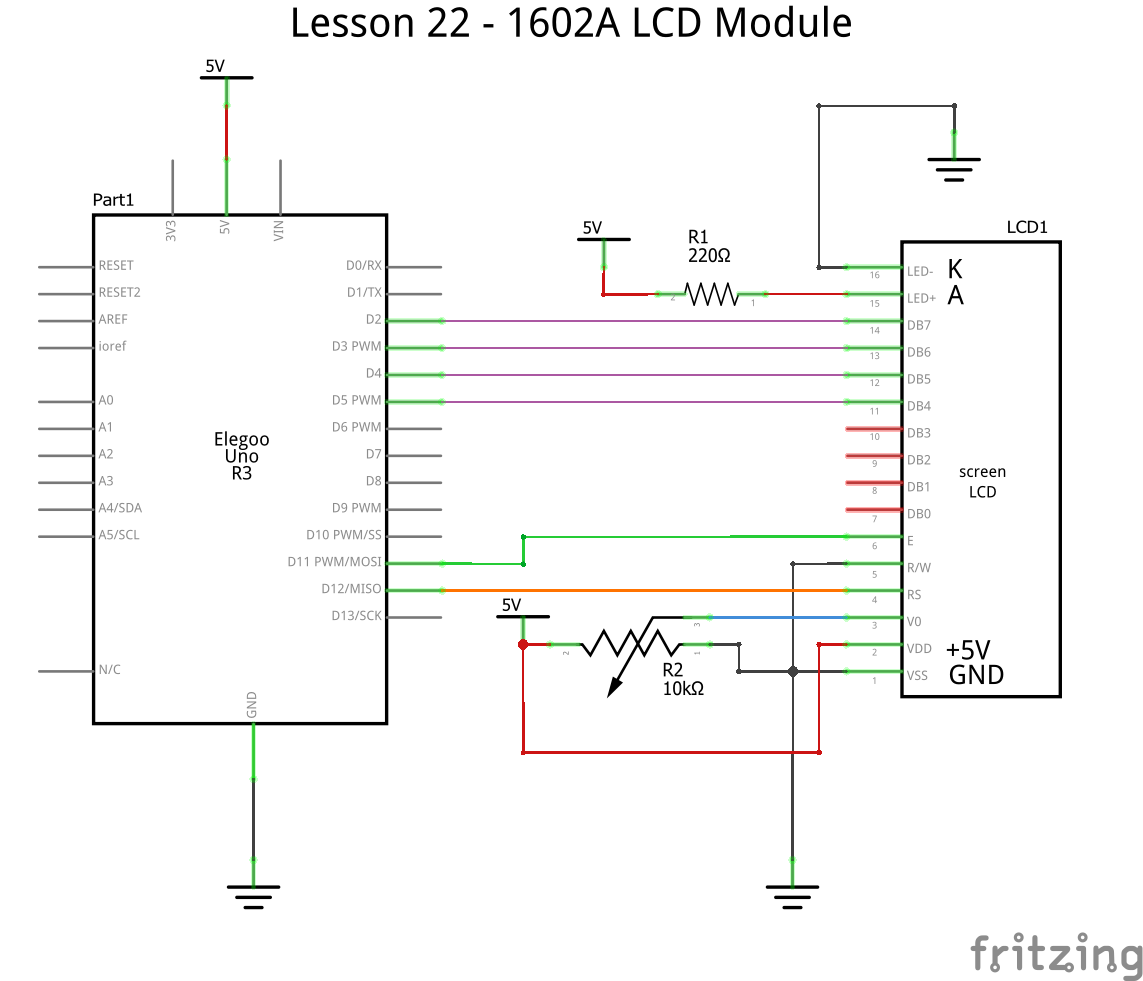 Lesson 22 - 1602A LCD Module
5V
Part1
3V3
5V
VIN
RESET
RESET2
AREF
ioref
A0
A1
A2
A3
A4/SDA
A5/SCL
N/C
Elegoo
Uno
R3
D0/RX
D1/TX
D2
D3 PWM
D4
D5 PWM
D6 PWM
D7
D8
D9 PWM
D10 PWM/SS
D11 PWM/MOSI
D12/MISO
D13/SCK
GND
5V
R1
220Ω
2
1
5V
2
3
1
R2
10kΩ
LCD1
16 LED- K
15 LED+ A
14 DB7
13 DB6
12 DB5
11 DB4
10 DB3
9 DB2
8 DB1
7 DB0
6 E
5 R/W
4 RS
3 V0
2 VDD +5V
1 VSS GND
screen
LCD
fritzing